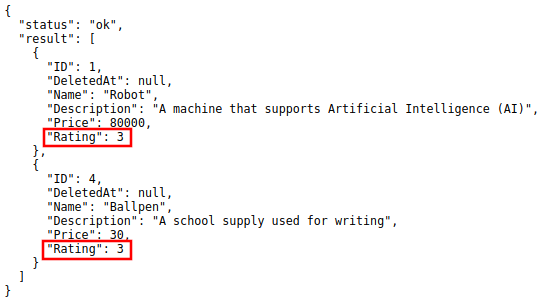 {
  "status": "ok",
  "result": [
    {
      "ID": 1,
      "DeletedAt": null,
      "Name": "Robot",
      "Description": "A machine that supports Artificial Intelligence (AI)",
      "Price": 80000,
      "Rating": 3
    },
    {
      "ID": 4,
      "DeletedAt": null,
      "Name": "Ballpen",
      "Description": "A school supply used for writing",
      "Price": 30,
      "Rating": 3
    }
  ]
}